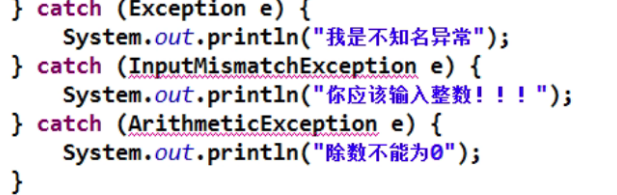 } catch (Exception e) {
System.out.println("我是不知名异常");
} catch (InputMismatchException e) {
System.out.println("你应该输入整数！！！");
} catch (ArithmeticException e) {
System.out.println("除数不能为0");
}